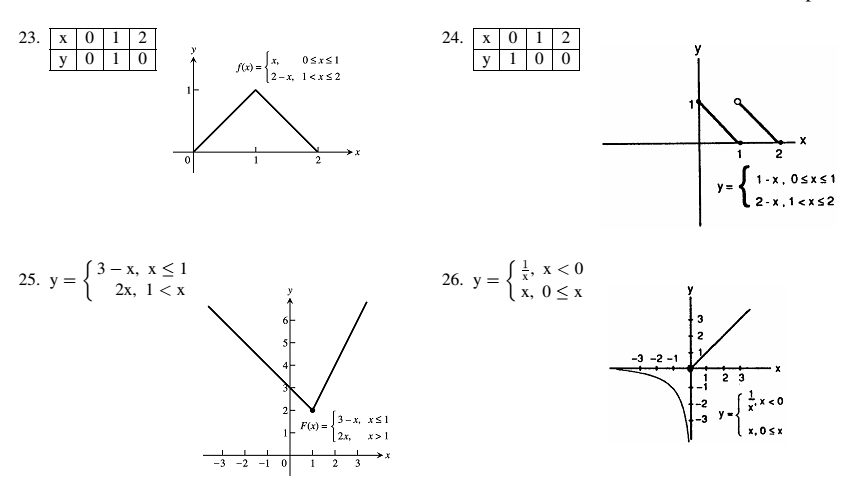 23. x 0 1 2
y 0 1 0
y
f(x) = { x, 0 ≤ x ≤ 1
2 − x, 1 < x ≤ 2
1
0 1 2 x
24. x 0 1 2
y 1 0 0
y
1
x
1 2
y = { 1 - x , 0 ≤ x ≤ 1
2 - x , 1 < x ≤ 2
25. y = { 3 − x, x ≤ 1
2x, 1 < x
y
6
5
4
3
2
1
F(x) = { 3 − x, x ≤ 1
2x, x > 1
−3 −2 −1 0 1 2 3 x
26. y = { 1/x, x < 0
x, 0 ≤ x
y
3
2
1
−3 −2 −1
x
1 2 3
−1
−2
−3
y = { 1/x, x < 0
x, 0 ≤ x